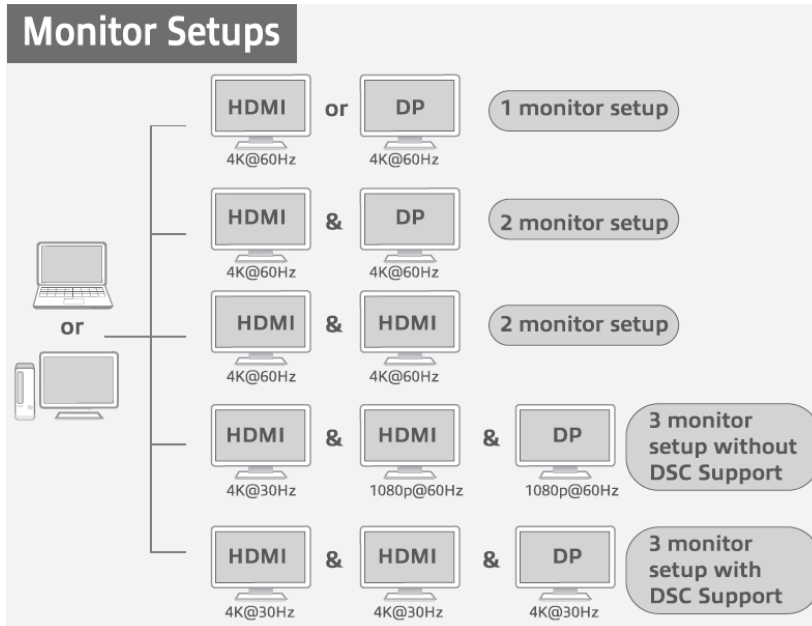 Monitor Setups
HDMI or DP 1 monitor setup
4K@60Hz 4K@60Hz
HDMI & DP 2 monitor setup
4K@60Hz 4K@60Hz
or
HDMI & HDMI 2 monitor setup
4K@60Hz 4K@60Hz
HDMI & HDMI & DP
4K@30Hz 1080p@60Hz 1080p@60Hz
3 monitor
setup without
DSC Support
HDMI & HDMI & DP
4K@30Hz 4K@30Hz 4K@30Hz
3 monitor
setup with
DSC Support